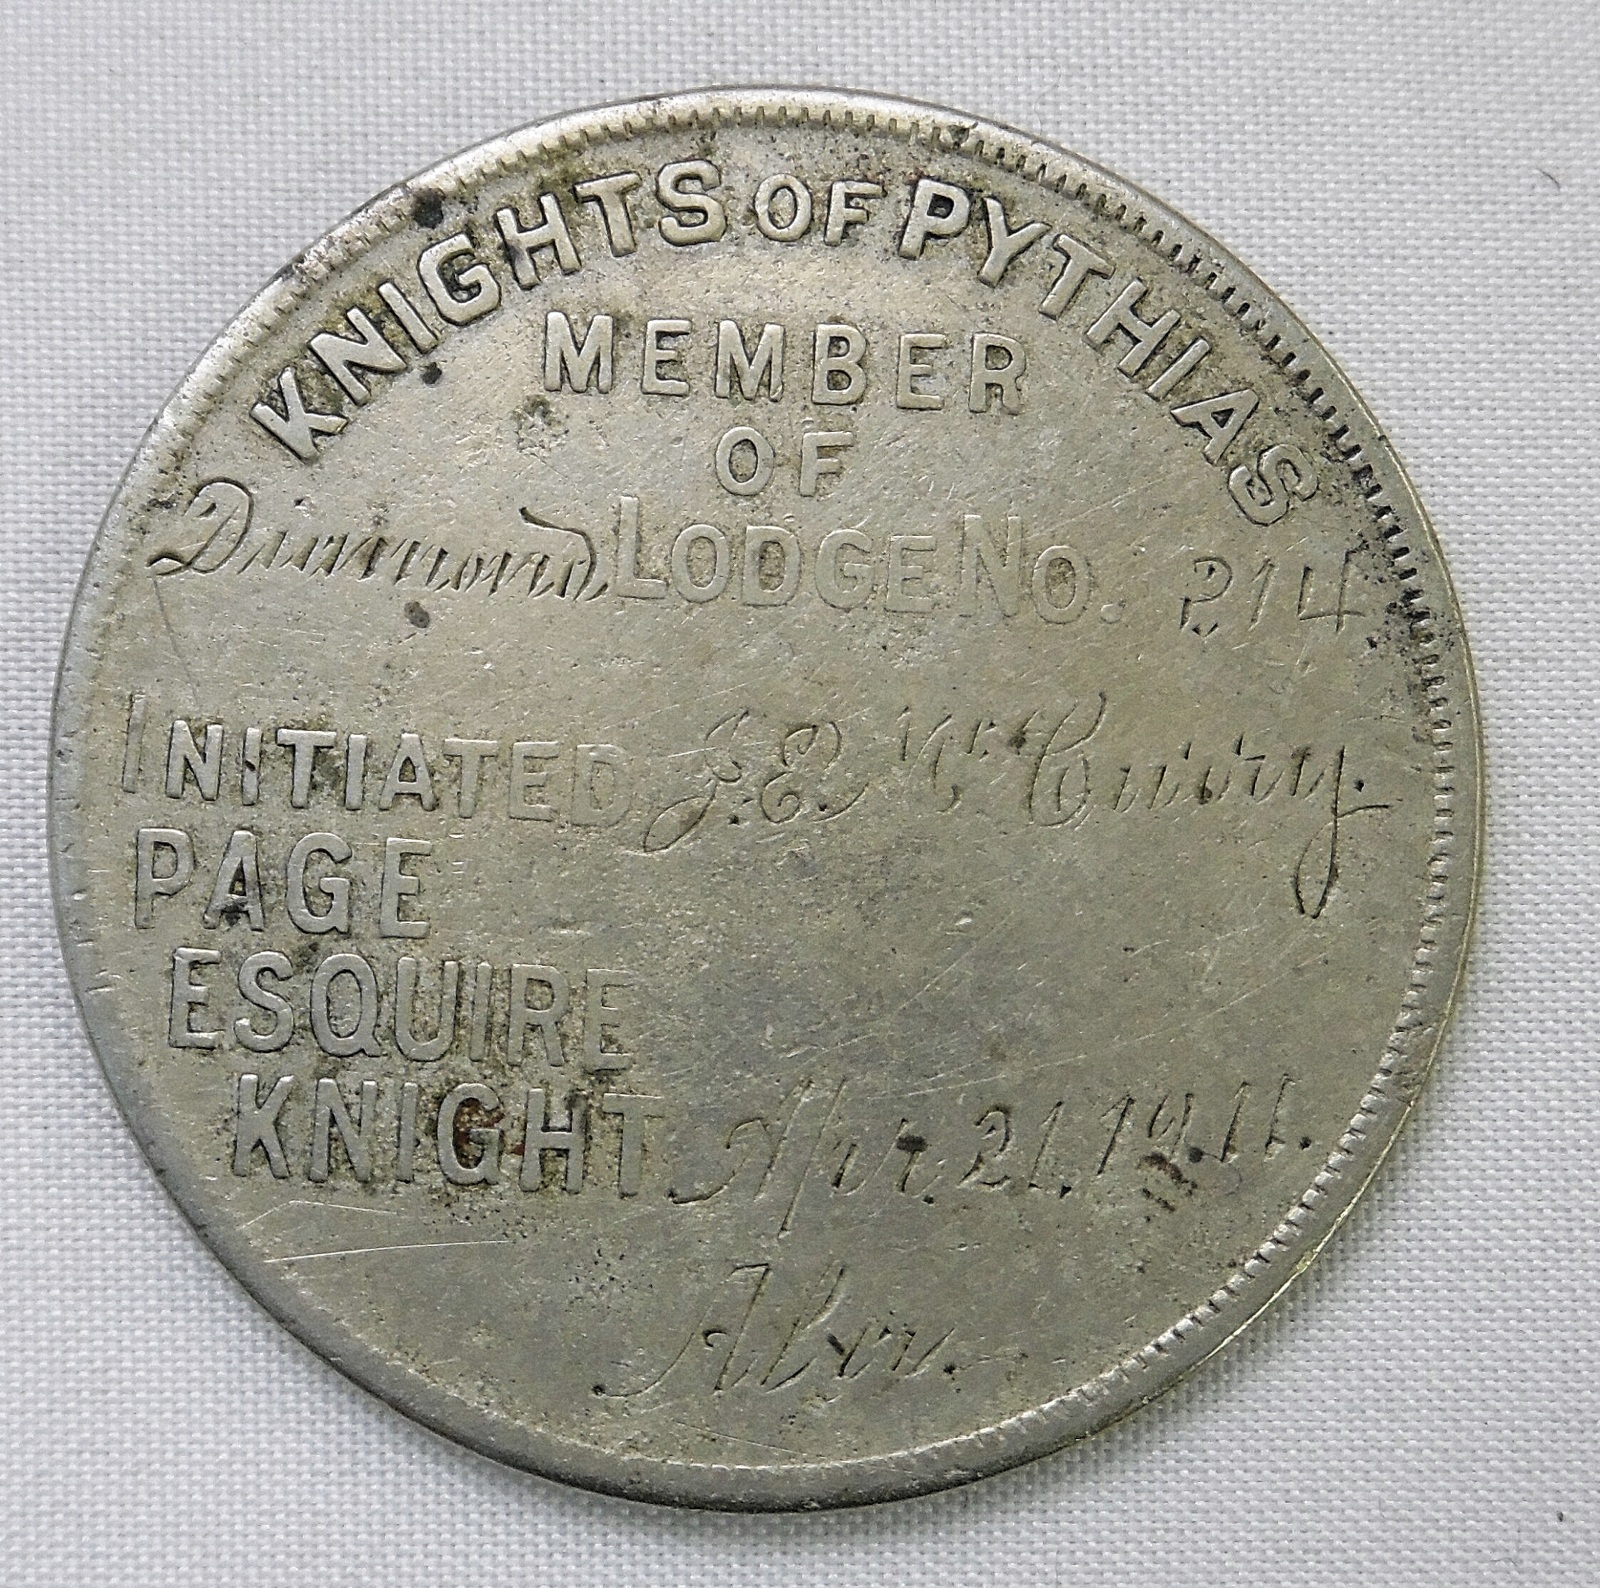 KNIGHTS OF PYTHIAS
MEMBER
OF
Diamond LODGE NO. 214
INITIATED J. E. McCurry.
PAGE
ESQUIRE
KNIGHT Apr. 21. 1911.